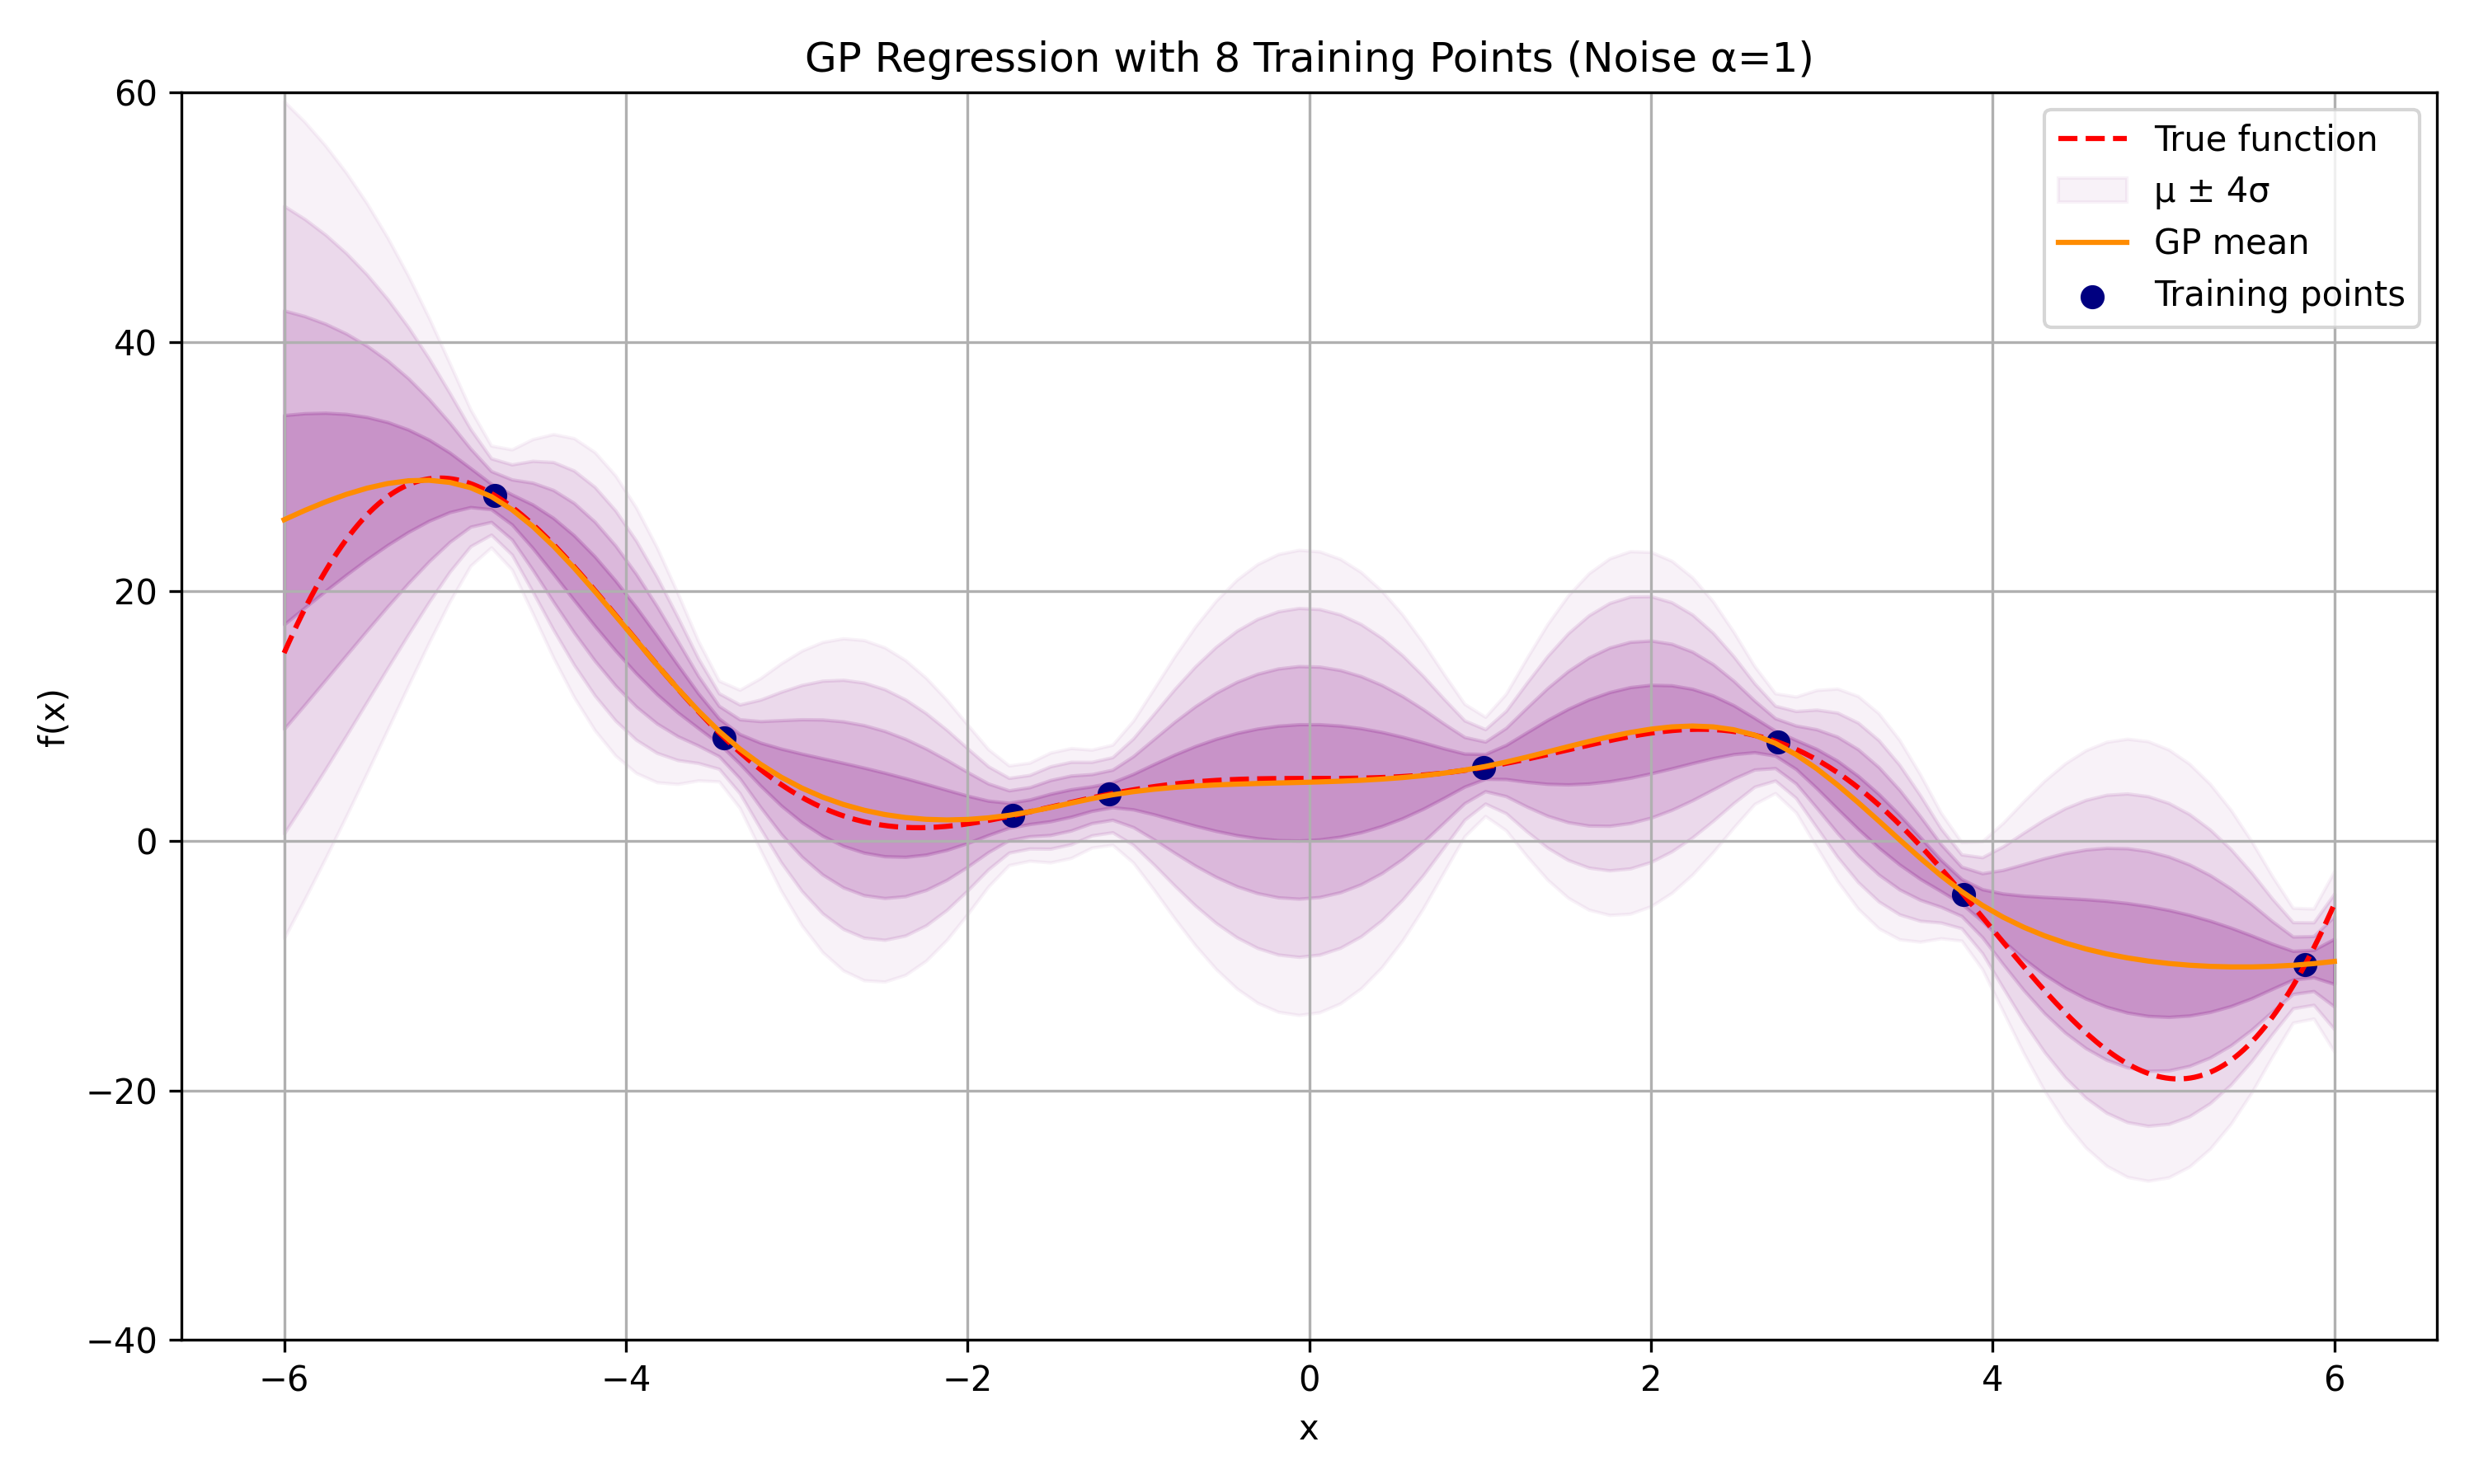 GP Regression with 8 Training Points (Noise α=1)
60
40
20
0
−20
−40
f(x)
True function
μ ± 4σ
GP mean
Training points
−6
−4
−2
0
2
4
6
x